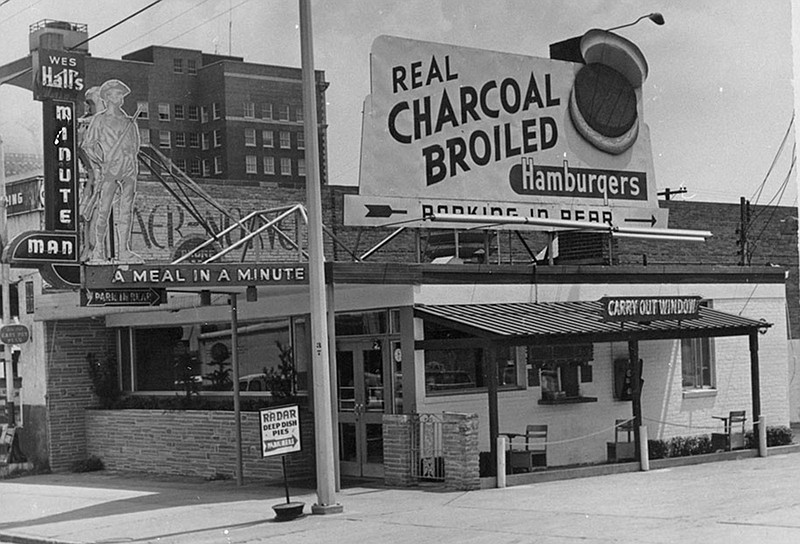 WES
Hall's
MINUTE
MAN
A MEAL IN A MINUTE
PARK IN REAR
REAL
CHARCOAL
BROILED
Hamburgers
PARKING IN REAR
CARRY OUT WINDOW
RADAR
DEEP DISH
PIES